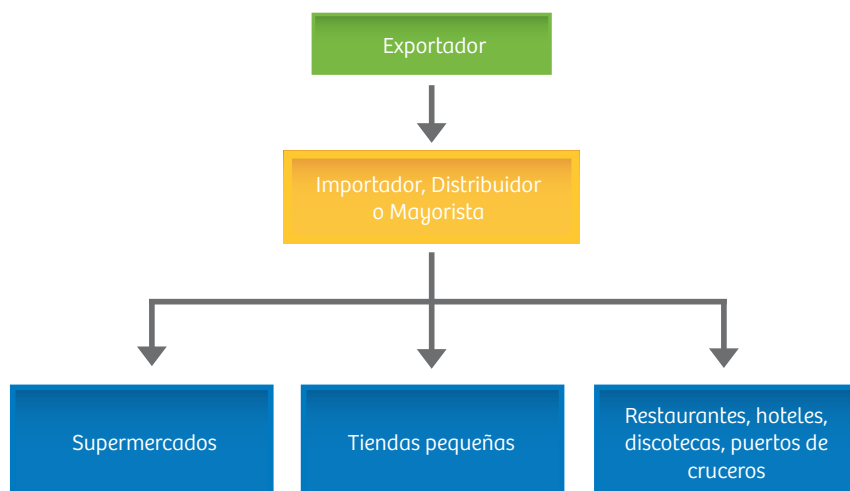 Exportador
Importador, Distribuidor
o Mayorista
Supermercados
Tiendas pequeñas
Restaurantes, hoteles,
discotecas, puertos de
cruceros